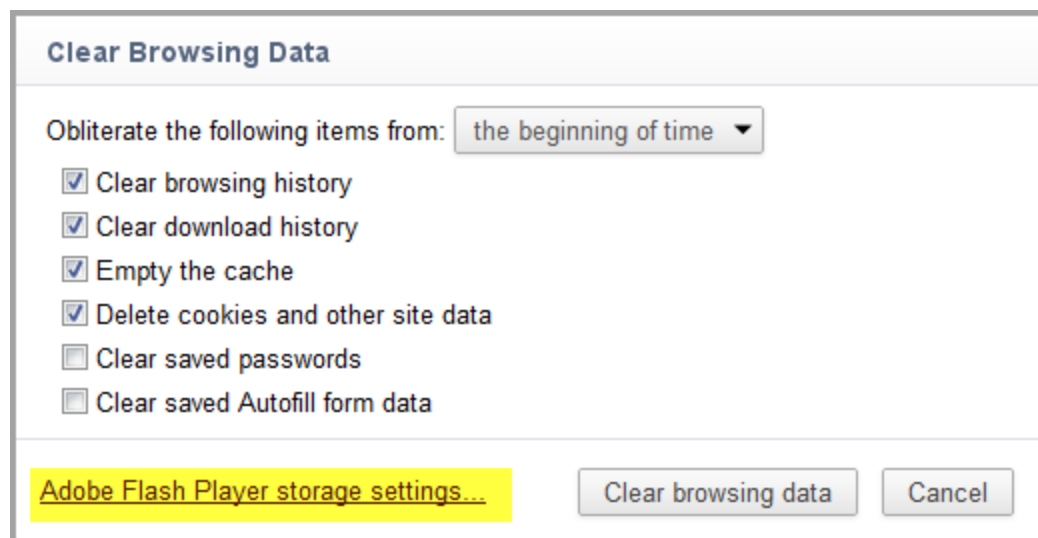 Clear Browsing Data
Obliterate the following items from: the beginning of time
Clear browsing history
Clear download history
Empty the cache
Delete cookies and other site data
Clear saved passwords
Clear saved Autofill form data
Adobe Flash Player storage settings... Clear browsing data Cancel